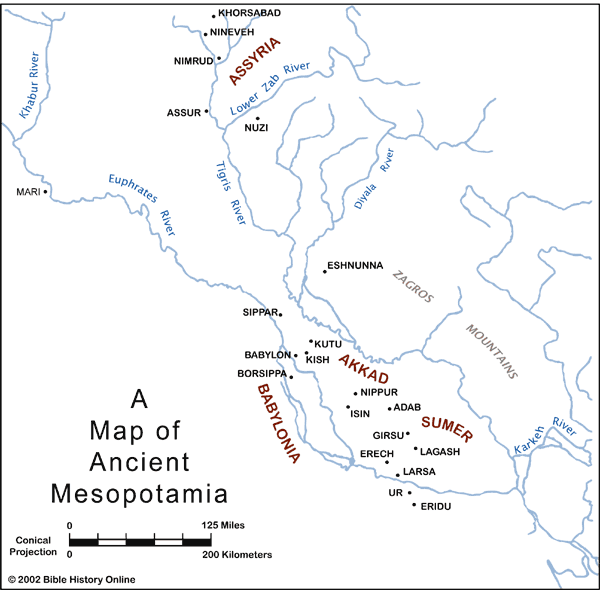 KHORSABAD
NINEVEH
NIMRUD
ASSYRIA
Khabur River
Lower Zab River
ASSUR
NUZI
MARI
Euphrates River
Tigris River
Diyala River
ESHNUNNA
ZAGROS
MOUNTAINS
SIPPAR
KUTU
BABYLON
KISH
AKKAD
BORSIPPA
BABYLONIA
NIPPUR
ISIN
ADAB
SUMER
GIRSU
LAGASH
ERECH
LARSA
UR
ERIDU
Karkeh River
A
Map of
Ancient
Mesopotamia
Conical
Projection
0 125 Miles
0 200 Kilometers
© 2002 Bible History Online